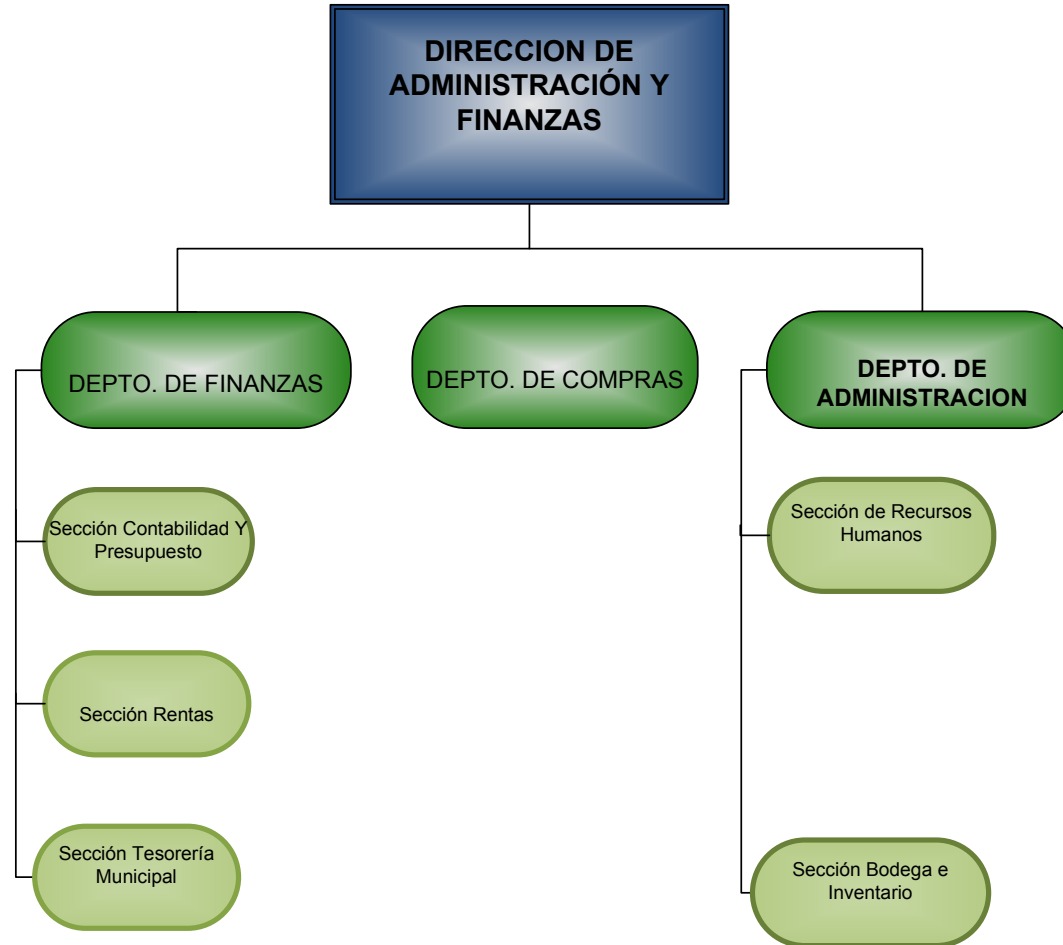 DIRECCION DE
ADMINISTRACIÓN Y
FINANZAS
DEPTO. DE FINANZAS
DEPTO. DE COMPRAS
DEPTO. DE
ADMINISTRACION
Sección Contabilidad Y
Presupuesto
Sección de Recursos
Humanos
Sección Rentas
Sección Tesorería
Municipal
Sección Bodega e
Inventario